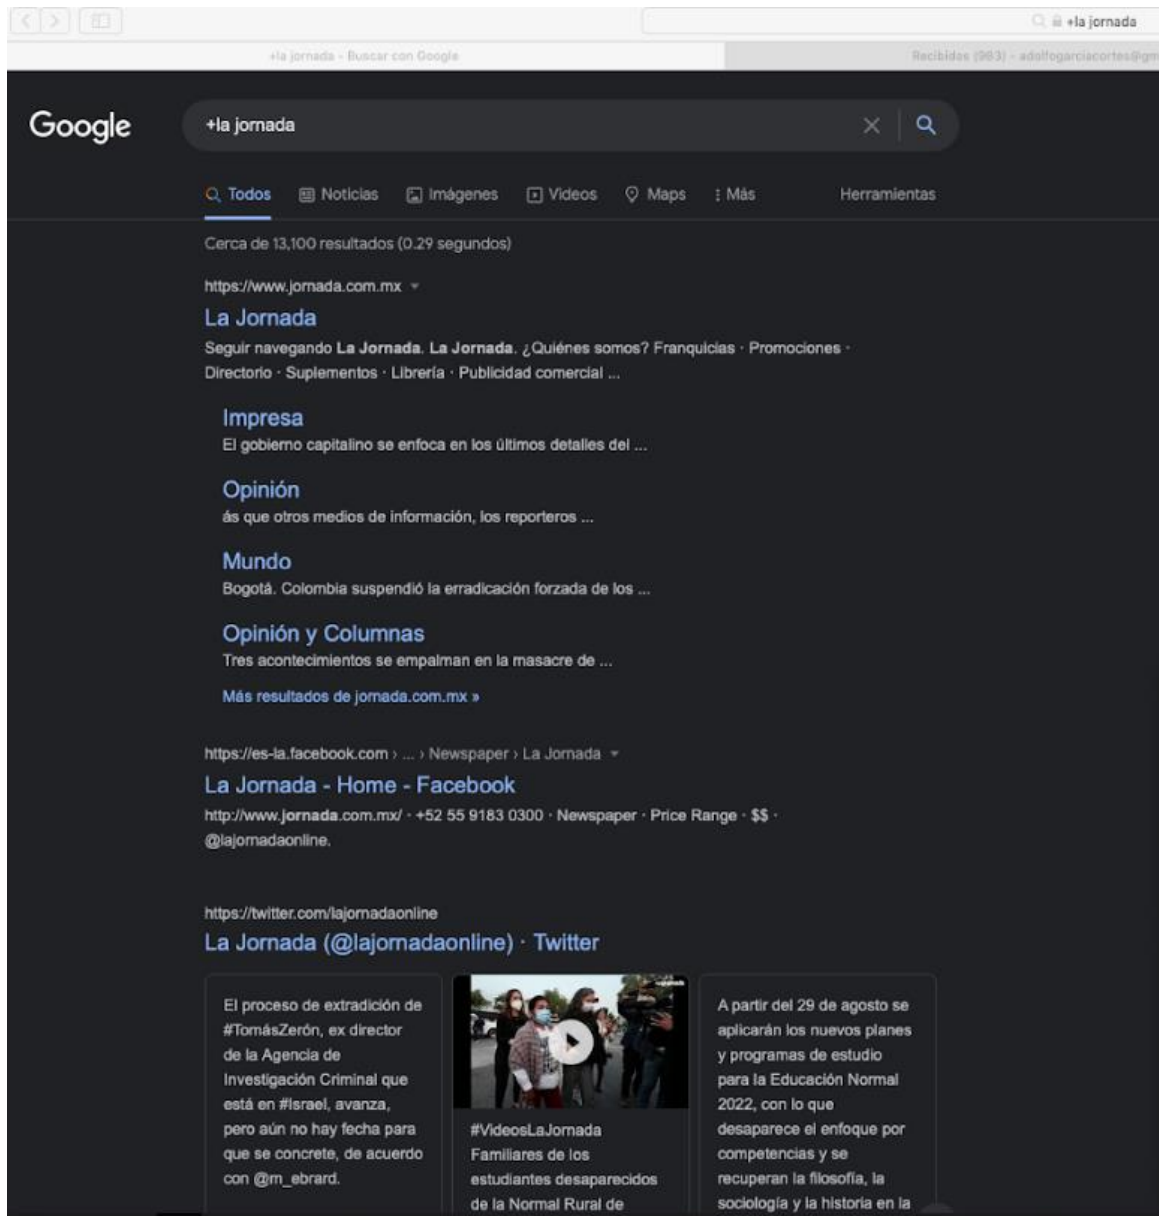 +la jornada
+la jornada - Buscar con Google
Recibidos (983) - adolfogarciacortes@gm
Google
+la jornada
Todos Noticias Imágenes Videos Maps Más Herramientas
Cerca de 13,100 resultados (0.29 segundos)
https://www.jornada.com.mx
La Jornada
Seguir navegando La Jornada. La Jornada. ¿Quiénes somos? Franquicias · Promociones ·
Directorio · Suplementos · Librería · Publicidad comercial ...
Impresa
El gobierno capitalino se enfoca en los últimos detalles del ...
Opinión
ás que otros medios de información, los reporteros ...
Mundo
Bogotá. Colombia suspendió la erradicación forzada de los ...
Opinión y Columnas
Tres acontecimientos se empalman en la masacre de ...
Más resultados de jornada.com.mx »
https://es-la.facebook.com › ... › Newspaper › La Jornada
La Jornada - Home - Facebook
http://www.jornada.com.mx/ · +52 55 9183 0300 · Newspaper · Price Range · $$ ·
@lajornadaonline.
https://twitter.com/lajornadaonline
La Jornada (@lajornadaonline) · Twitter
El proceso de extradición de
#TomásZerón, ex director
de la Agencia de
Investigación Criminal que
está en #Israel, avanza,
pero aún no hay fecha para
que se concrete, de acuerdo
con @m_ebrard.
#VideosLaJornada
Familiares de los
estudiantes desaparecidos
de la Normal Rural de
A partir del 29 de agosto se
aplicarán los nuevos planes
y programas de estudio
para la Educación Normal
2022, con lo que
desaparece el enfoque por
competencias y se
recuperan la filosofía, la
sociología y la historia en la